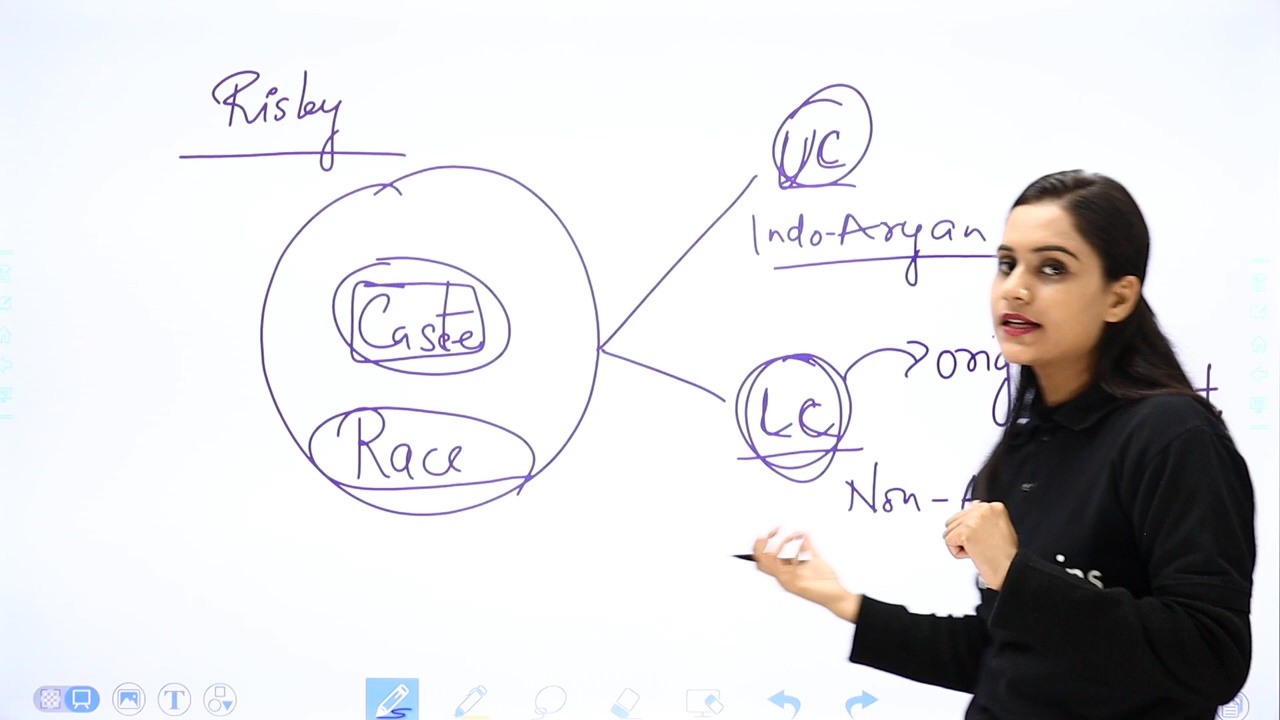 Risley
Caste
Race
UC
Indo-Aryan
LC
Non-